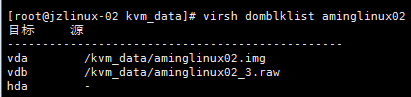 [root@jzlinux-02 kvm_data]# virsh domblklist aminglinux02
目标     源
------------------------------------------------
vda        /kvm_data/aminglinux02.img
vdb        /kvm_data/aminglinux02_3.raw
hda        -